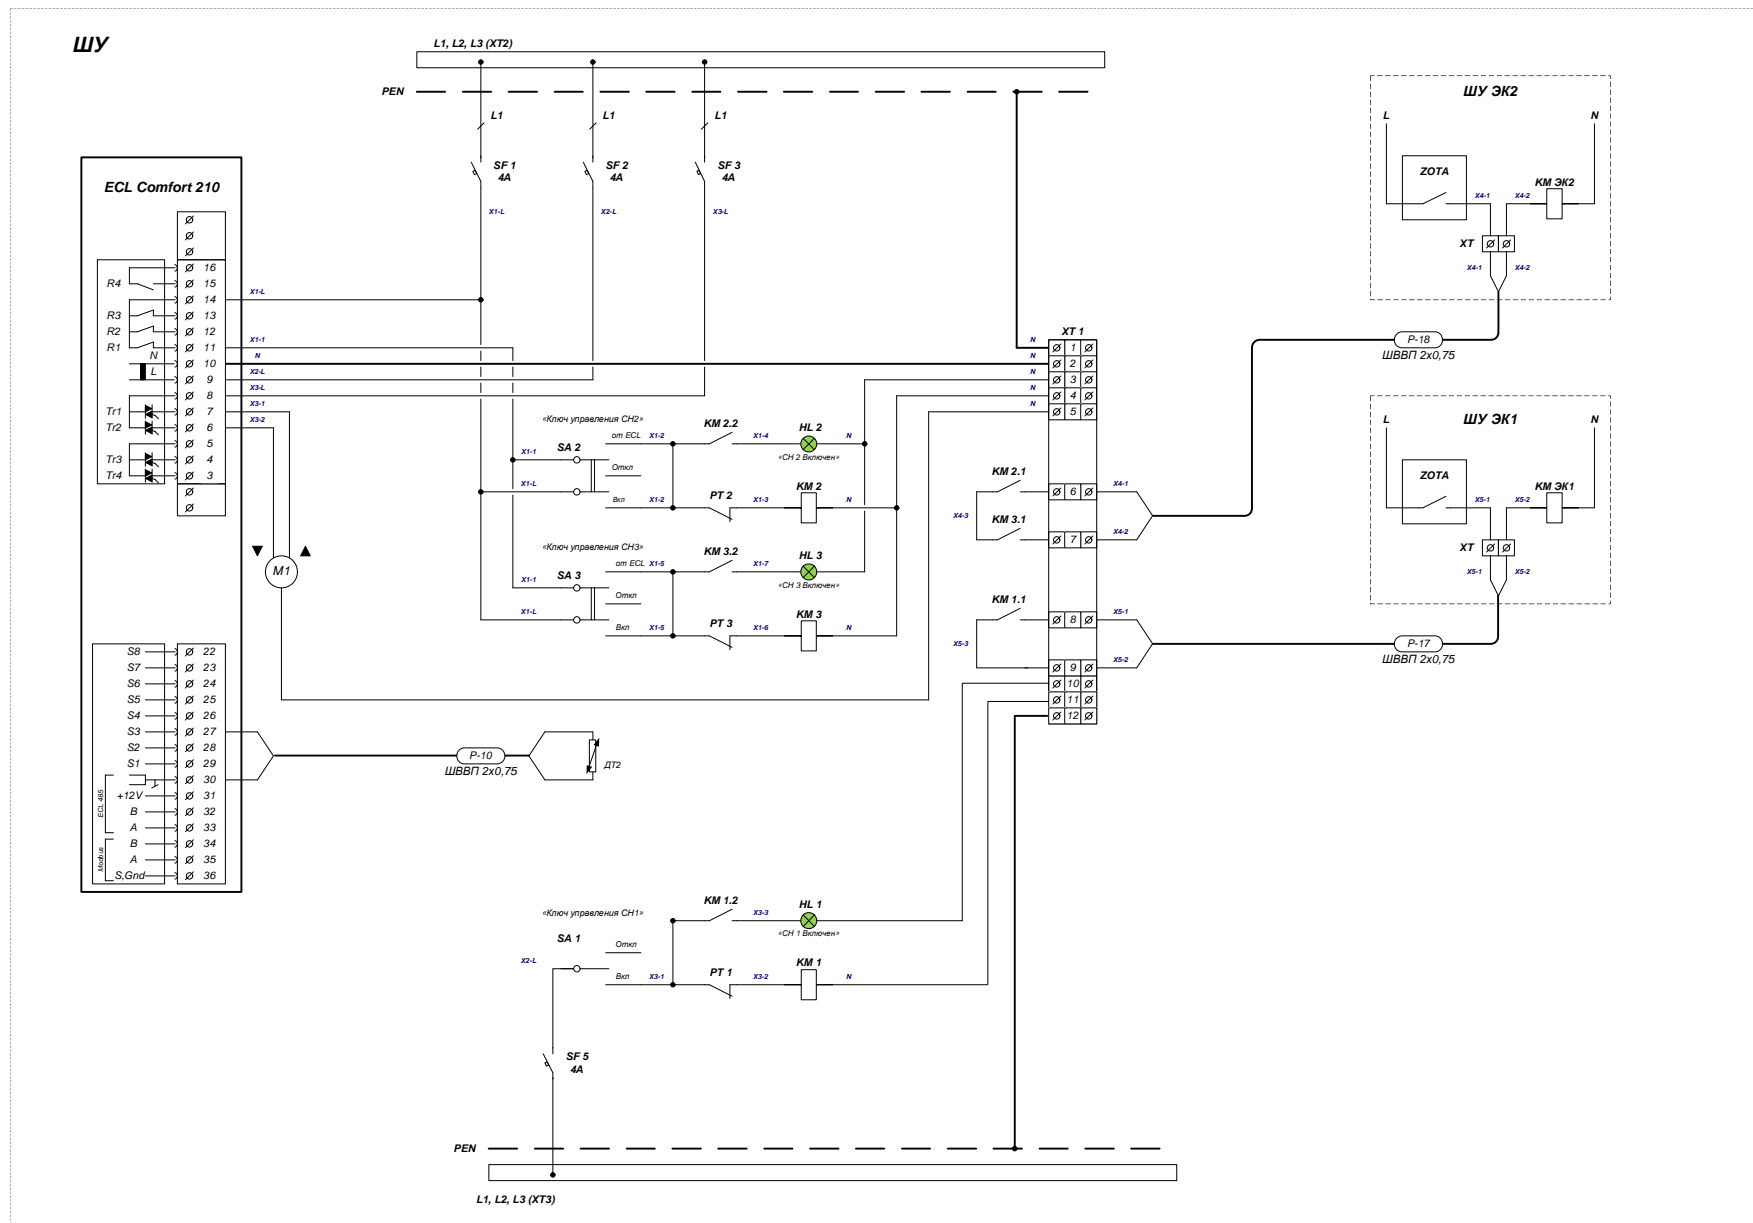 ШУ
L1, L2, L3 (XT2)
PEN
L1
L1
L1
SF 1
4A
SF 2
4A
SF 3
4A
X1-L
X2-L
X3-L
ECL Comfort 210
16
R4 15
14
R3 13
R2 12
R1 11
N 10
L 9
8
Tr1 7
Tr2 6
5
Tr3 4
Tr4 3
X1-L
X1-1
N
X2-L
X3-L
X3-1
X3-2
M1
«Ключ управления СН2»
SA 2
X1-1
X1-L
от ECL
Откл
Вкл
X1-2
X1-2
KM 2.2
X1-4
HL 2
N
«СН 2 Включен»
PT 2
X1-3
KM 2
N
«Ключ управления СН3»
SA 3
X1-1
X1-L
от ECL
Откл
Вкл
X1-5
X1-5
KM 3.2
X1-7
HL 3
N
«СН 3 Включен»
PT 3
X1-6
KM 3
N
XT 1
N 1
N 2
N 3
N 4
N 5
KM 2.1
6
X4-1
X4-3
KM 3.1
7
X4-2
KM 1.1
8
X5-1
X5-3
9
X5-2
10
11
12
ШУ ЭК2
L
N
ZOTA
X4-1
X4-2
KM ЭК2
XT
X4-1
X4-2
P-18
ШВВП 2х0,75
ШУ ЭК1
L
N
ZOTA
X5-1
X5-2
KM ЭК1
XT
X5-1
X5-2
P-17
ШВВП 2х0,75
S8 22
S7 23
S6 24
S5 25
S4 26
S3 27
S2 28
S1 29
30
+12V 31
B 32
A 33
B 34
A 35
S,Gnd 36
ECL 485
Modbus
P-10
ШВВП 2х0,75
ДТ2
«Ключ управления СН1»
SA 1
X2-L
Откл
Вкл
X3-1
KM 1.2
X3-3
HL 1
«СН 1 Включен»
PT 1
X3-2
KM 1
N
SF 5
4A
PEN
L1, L2, L3 (XT3)